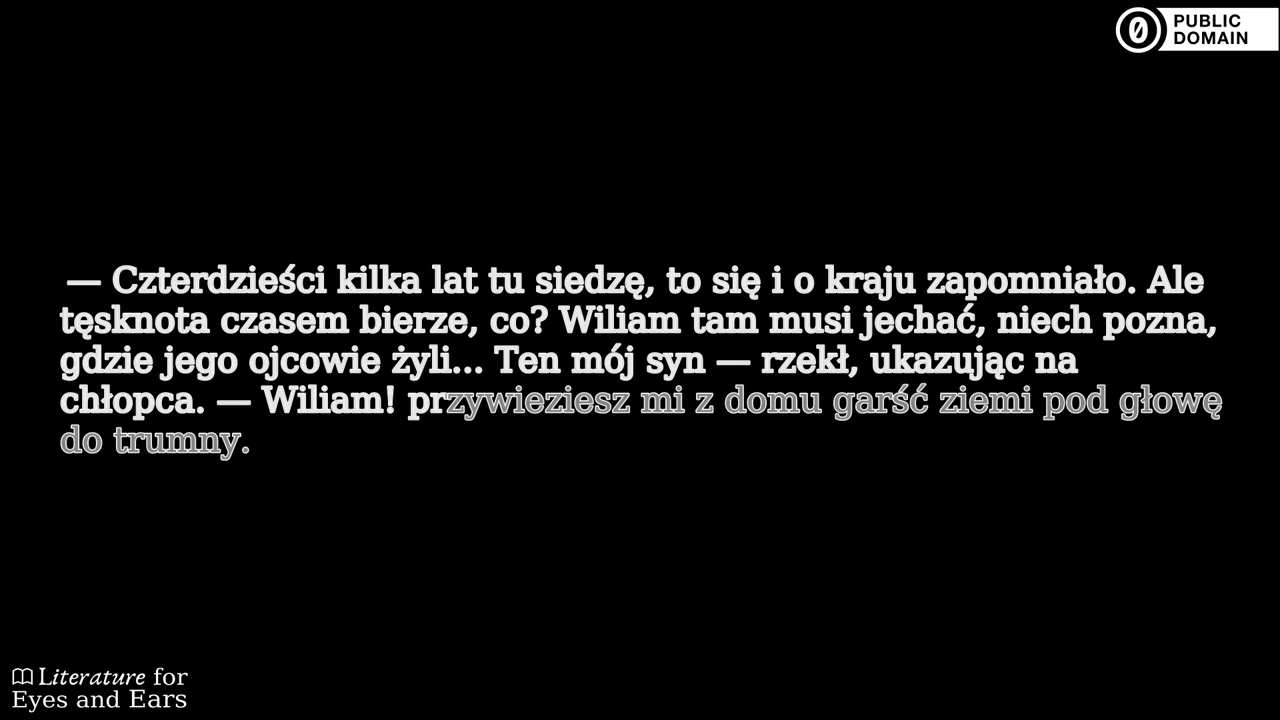 PUBLIC
DOMAIN
— Czterdzieści kilka lat tu siedzę, to się i o kraju zapomniało. Ale
tęsknota czasem bierze, co? Wiliam tam musi jechać, niech pozna,
gdzie jego ojcowie żyli... Ten mój syn — rzekł, ukazując na
chłopca. — Wiliam! przywieziesz mi z domu garść ziemi pod głowę
do trumny.
Literature for
Eyes and Ears